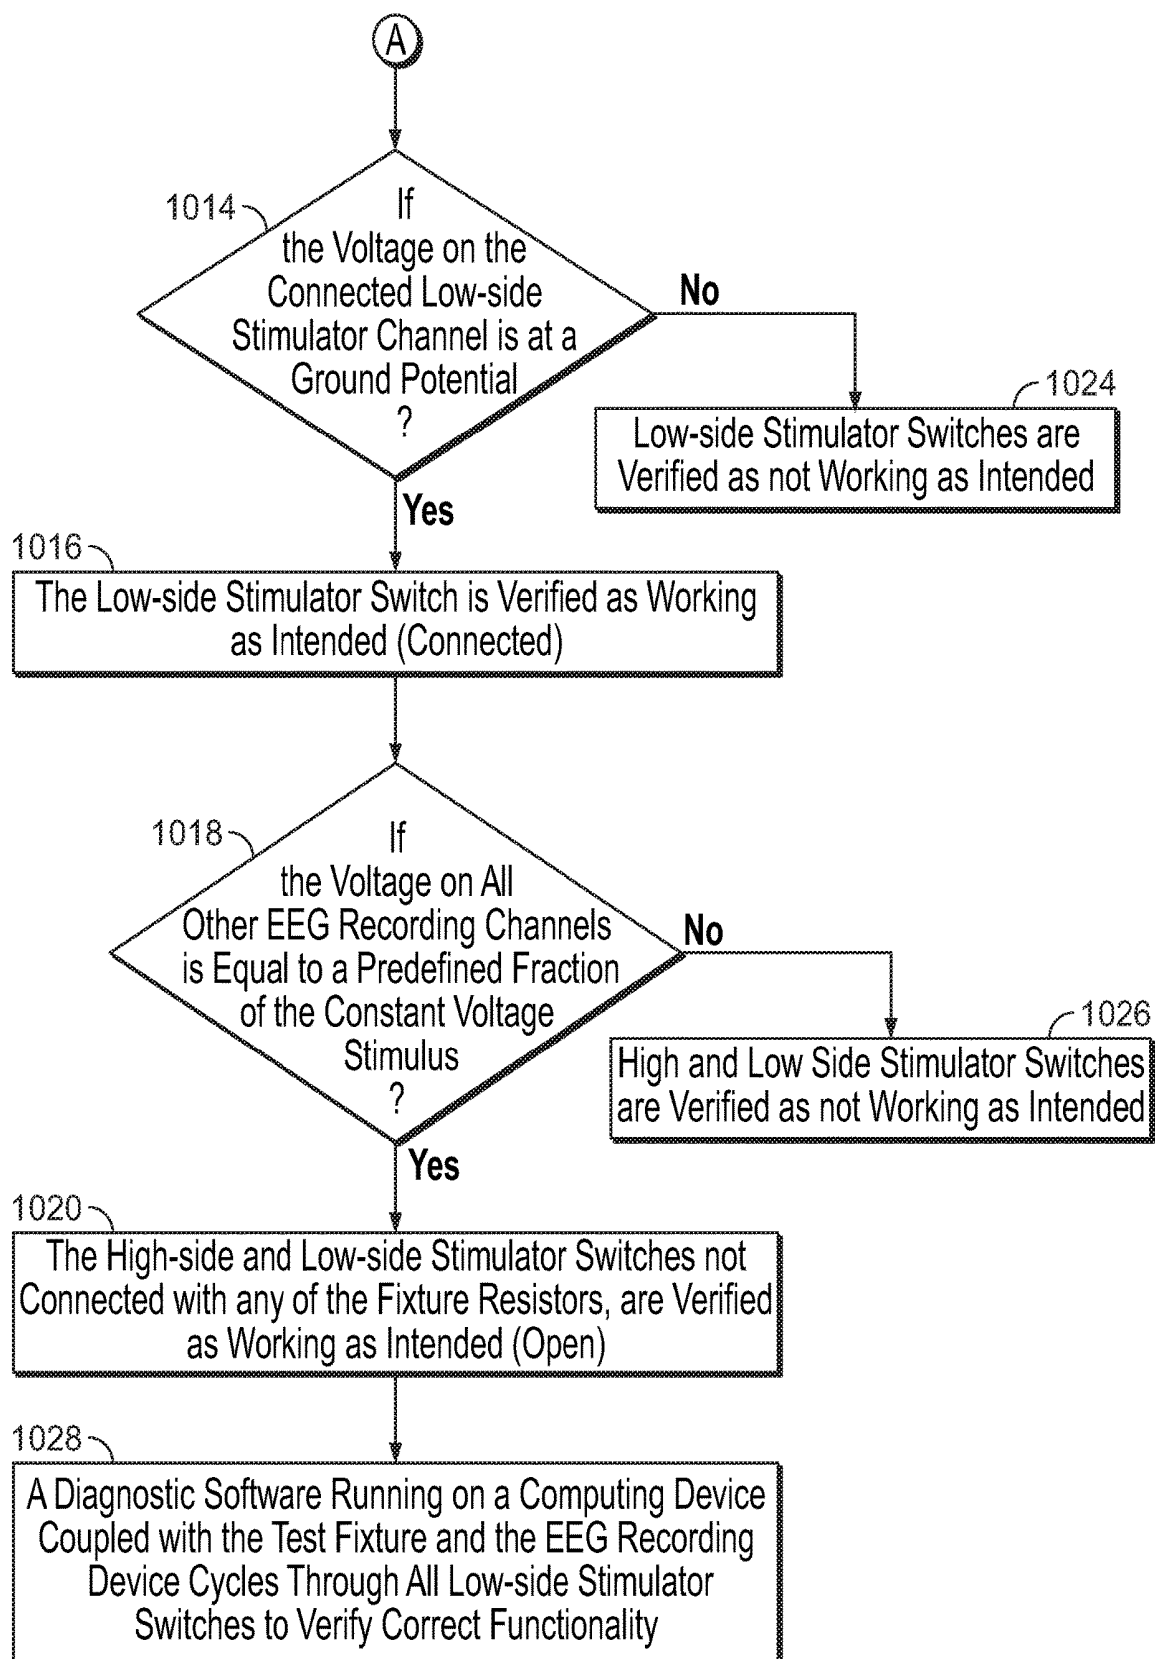 A
1014
If
the Voltage on the
Connected Low-side
Stimulator Channel is at a
Ground Potential
?
No
1024
Low-side Stimulator Switches are
Verified as not Working as Intended
Yes
1016
The Low-side Stimulator Switch is Verified as Working
as Intended (Connected)
1018
If
the Voltage on All
Other EEG Recording Channels
is Equal to a Predefined Fraction
of the Constant Voltage
Stimulus
?
No
1026
High and Low Side Stimulator Switches
are Verified as not Working as Intended
Yes
1020
The High-side and Low-side Stimulator Switches not
Connected with any of the Fixture Resistors, are Verified
as Working as Intended (Open)
1028
A Diagnostic Software Running on a Computing Device
Coupled with the Test Fixture and the EEG Recording
Device Cycles Through All Low-side Stimulator
Switches to Verify Correct Functionality